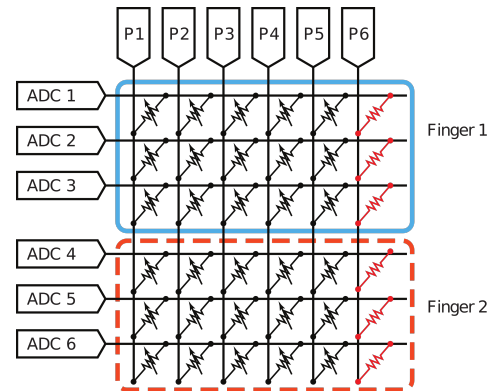 P1 P2 P3 P4 P5 P6
ADC 1
ADC 2
Finger 1
ADC 3
ADC 4
ADC 5
Finger 2
ADC 6